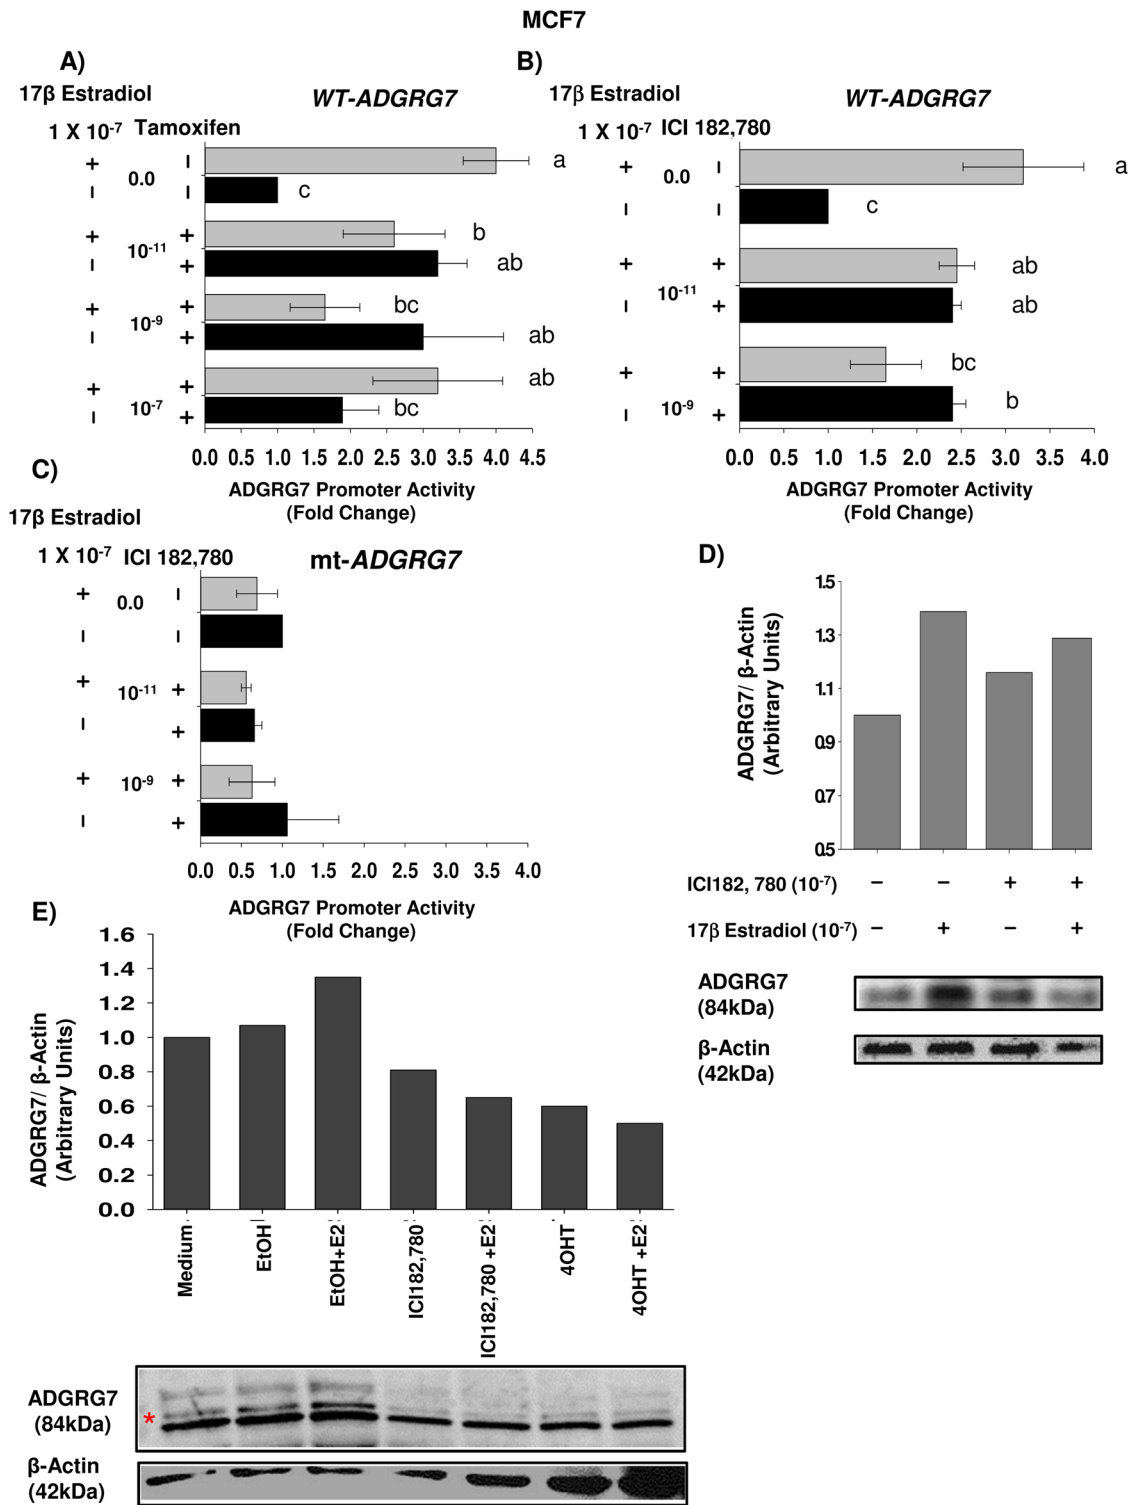 MCF7
A)
17β Estradiol
WT-ADGRG7
1 X 10-7 Tamoxifen
+ 0.0 − a
− − c
+ 10-11 + b
− + ab
+ 10-9 + bc
− + ab
+ 10-7 + ab
− + bc
0.0 0.5 1.0 1.5 2.0 2.5 3.0 3.5 4.0 4.5
ADGRG7 Promoter Activity
(Fold Change)
B)
17β Estradiol
WT-ADGRG7
1 X 10-7 ICI 182,780
+ 0.0 − a
− − c
+ 10-11 + ab
− + ab
+ 10-9 + bc
− + b
0.0 0.5 1.0 1.5 2.0 2.5 3.0 3.5 4.0
ADGRG7 Promoter Activity
(Fold Change)
C)
17β Estradiol
1 X 10-7 ICI 182,780
mt-ADGRG7
+ 0.0 −
− −
+ 10-11 +
− +
+ 10-9 +
− +
0.0 0.5 1.0 1.5 2.0 2.5 3.0 3.5 4.0
ADGRG7 Promoter Activity
(Fold Change)
D)
ADGRG7/ β-Actin
(Arbitrary Units)
1.5
1.3
1.1
0.9
0.7
0.5
ICI182, 780 (10-7) − − + +
17β Estradiol (10-7) − + − +
ADGRG7
(84kDa)
β-Actin
(42kDa)
E)
ADGRG7/ β-Actin
(Arbitrary Units)
1.6
1.4
1.2
1.0
0.8
0.6
0.4
0.2
0.0
Medium
EtOH
EtOH+E2
ICI182,780
ICI182,780 +E2
4OHT
4OHT +E2
ADGRG7
(84kDa)
*
β-Actin
(42kDa)